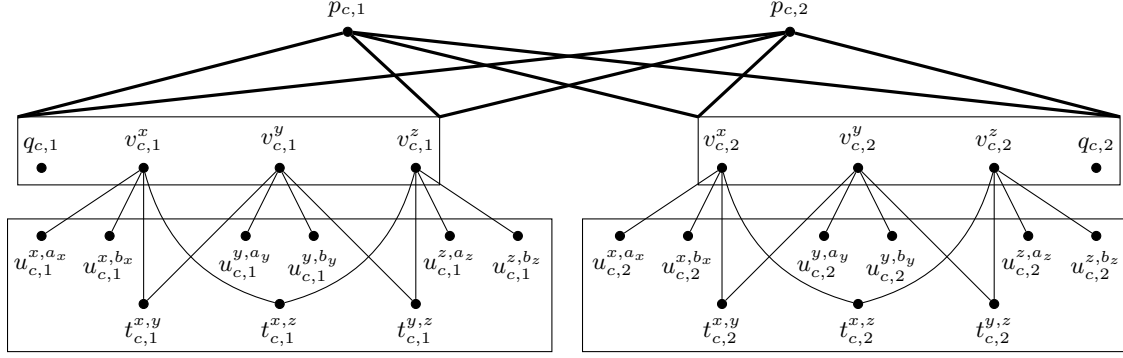 p_{c,1} p_{c,2}
q_{c,1} v^x_{c,1} v^y_{c,1} v^z_{c,1} v^x_{c,2} v^y_{c,2} v^z_{c,2} q_{c,2}
u^{x,a_x}_{c,1} u^{x,b_x}_{c,1} u^{y,a_y}_{c,1} u^{y,b_y}_{c,1} u^{z,a_z}_{c,1} u^{z,b_z}_{c,1} u^{x,a_x}_{c,2} u^{x,b_x}_{c,2} u^{y,a_y}_{c,2} u^{y,b_y}_{c,2} u^{z,a_z}_{c,2} u^{z,b_z}_{c,2}
t^{x,y}_{c,1} t^{x,z}_{c,1} t^{y,z}_{c,1} t^{x,y}_{c,2} t^{x,z}_{c,2} t^{y,z}_{c,2}